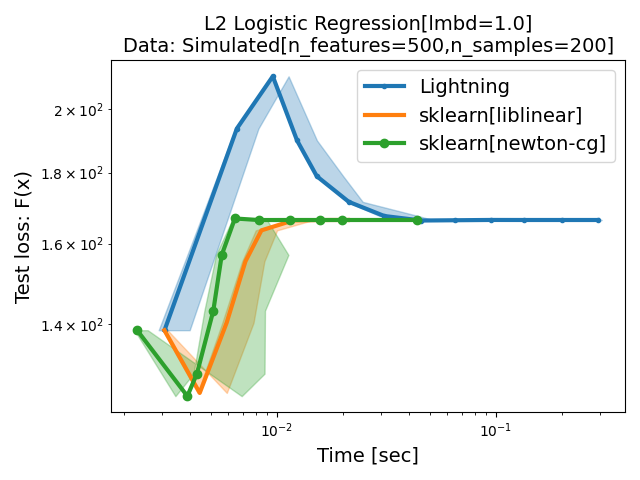 L2 Logistic Regression[lmbd=1.0]
Data: Simulated[n_features=500,n_samples=200]
Lightning
sklearn[liblinear]
sklearn[newton-cg]
Test loss: F(x)
2 × 10²
1.8 × 10²
1.6 × 10²
1.4 × 10²
10⁻²
10⁻¹
Time [sec]